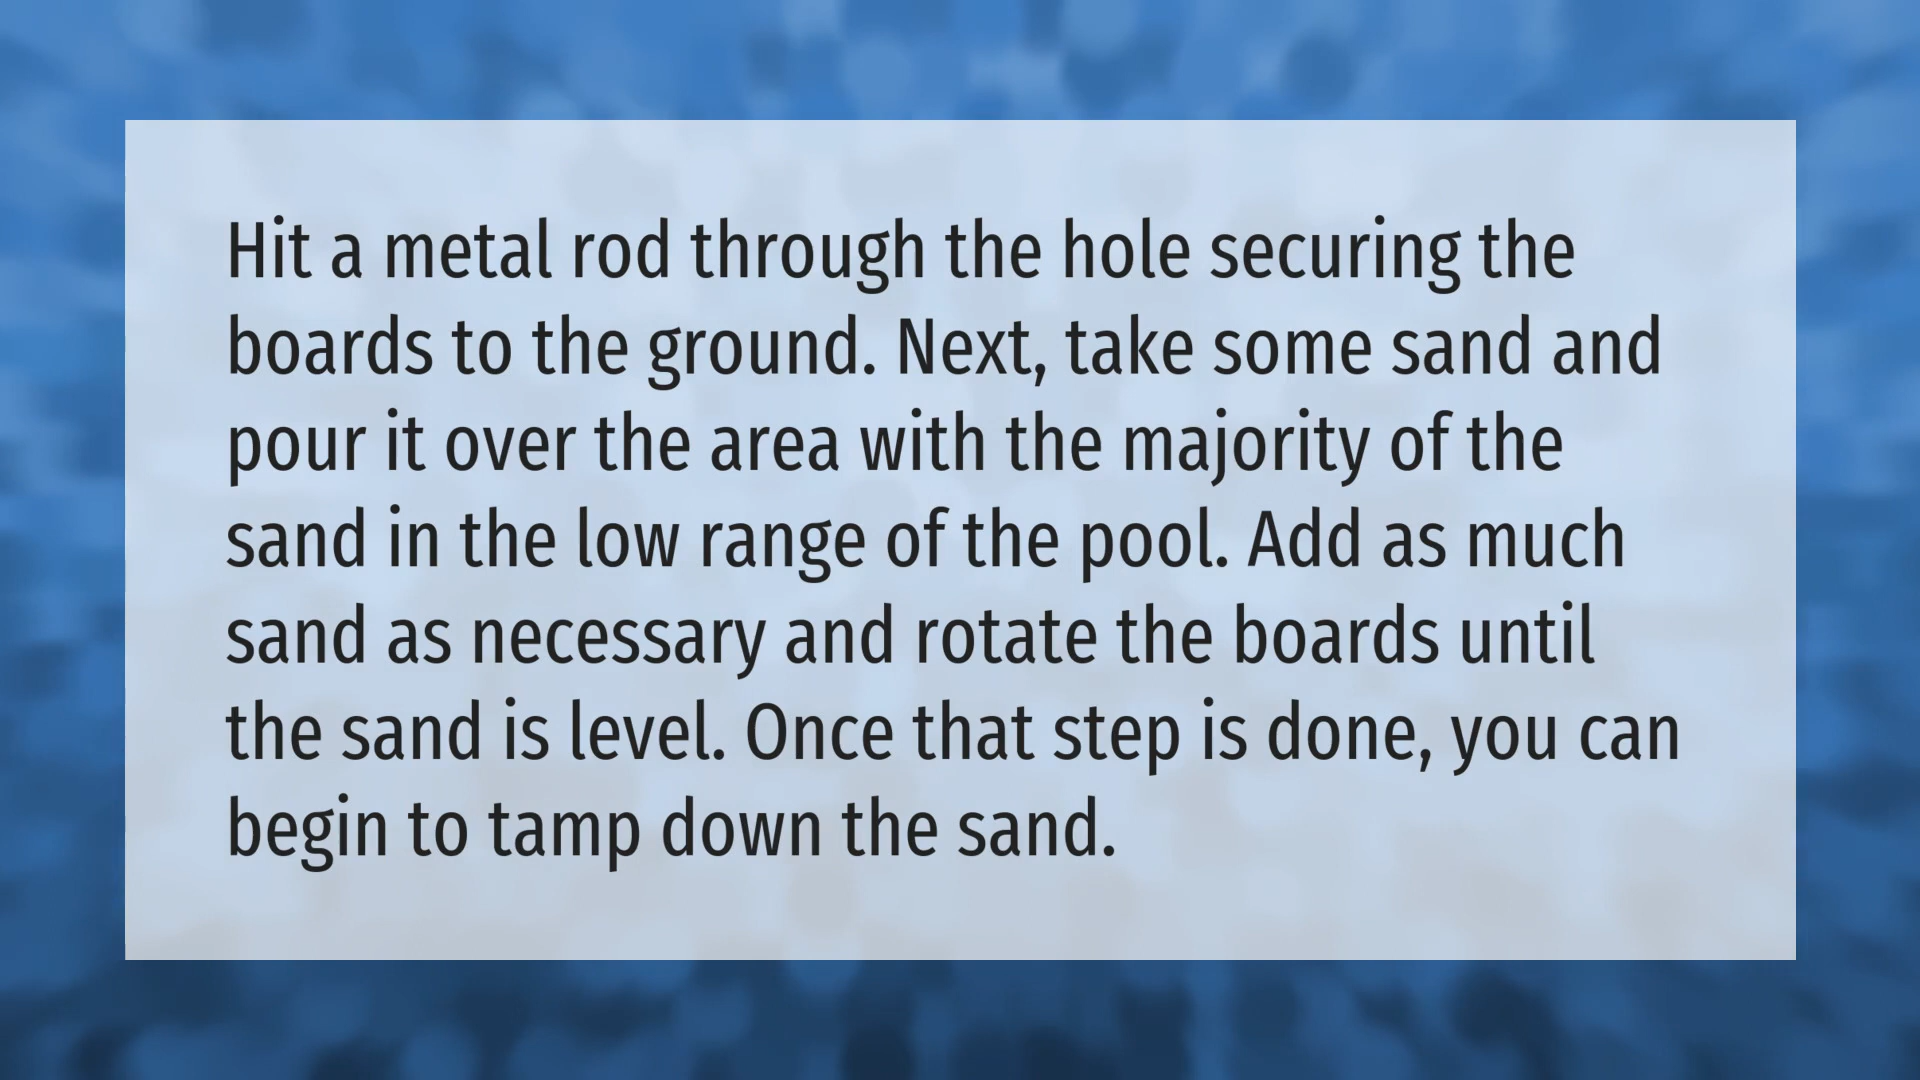 Hit a metal rod through the hole securing the
boards to the ground. Next, take some sand and
pour it over the area with the majority of the
sand in the low range of the pool. Add as much
sand as necessary and rotate the boards until
the sand is level. Once that step is done, you can
begin to tamp down the sand.